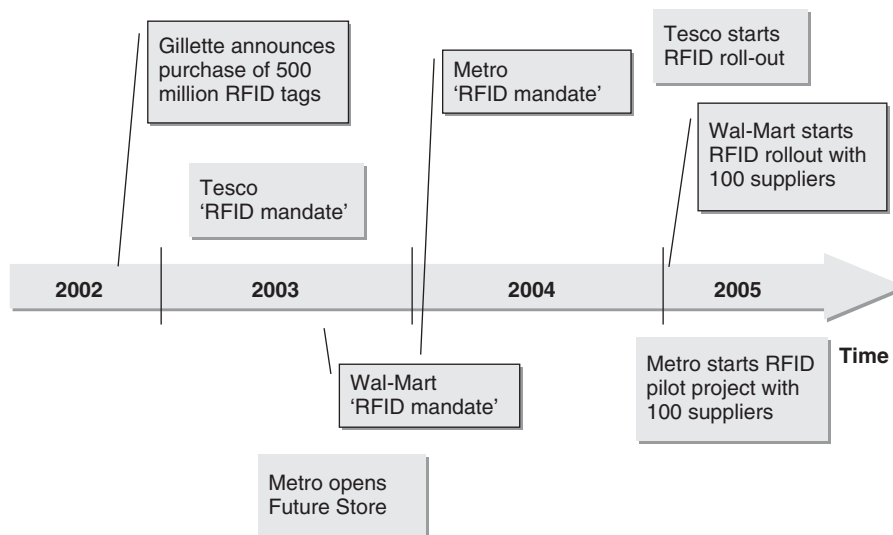 Gillette announces
purchase of 500
million RFID tags
Metro
‘RFID mandate’
Tesco starts
RFID roll-out
Wal-Mart starts
RFID rollout with
100 suppliers
Tesco
‘RFID mandate’
2002
2003
2004
2005
Time
Wal-Mart
‘RFID mandate’
Metro starts RFID
pilot project with
100 suppliers
Metro opens
Future Store